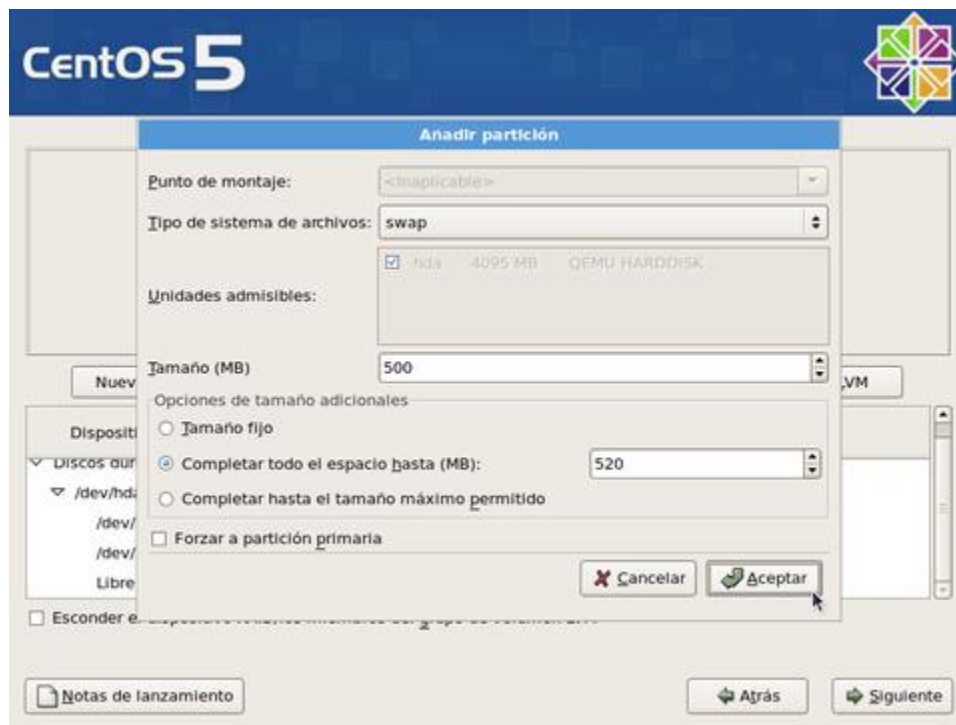 CentOS 5
Añadir partición
Punto de montaje: <Inaplicable>
Tipo de sistema de archivos: swap
hda 4095 MB QEMU HARDDISK
Unidades admisibles:
Tamaño (MB) 500
Nuev
VM
Opciones de tamaño adicionales
Dispositi
Tamaño fijo
Discos dur
Completar todo el espacio hasta (MB): 520
/dev/hda
Completar hasta el tamaño máximo permitido
/dev/
Forzar a partición primaria
/dev/
Libre
Cancelar Aceptar
Esconder e
Notas de lanzamiento Atrás Siguiente